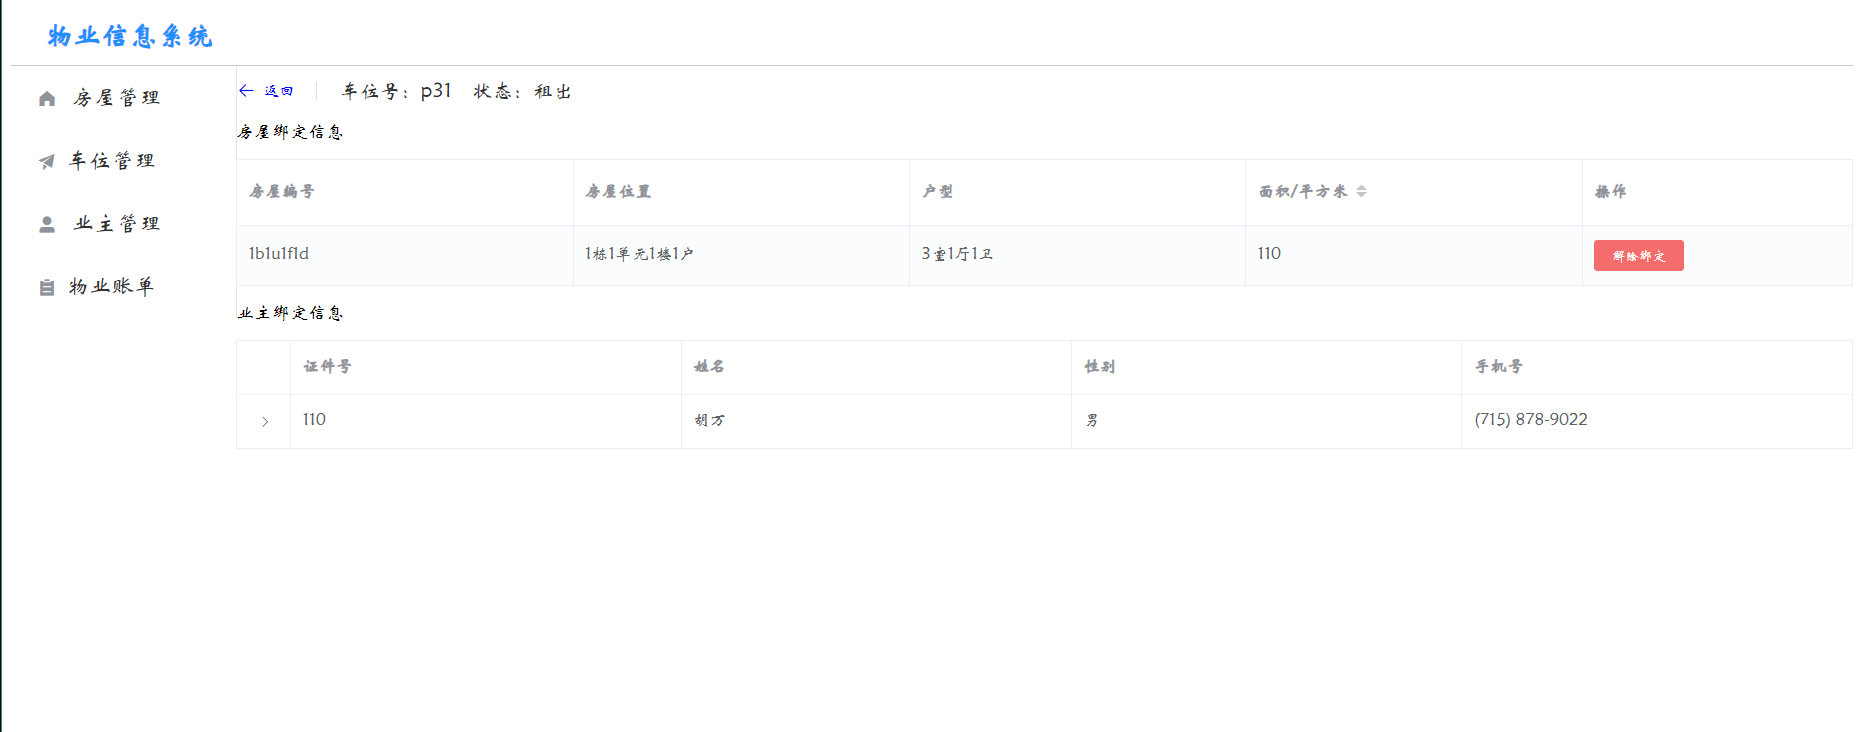 物业信息系统
房屋管理
车位管理
业主管理
物业账单
返回 车位号：p31 状态：租出
房屋绑定信息
房屋编号 房屋位置 户型 面积/平方米 操作
1b1u1f1d 1栋1单元1楼1户 3室1厅1卫 110 解除绑定
业主绑定信息
证件号 姓名 性别 手机号
110 胡万 男 (715) 878-9022